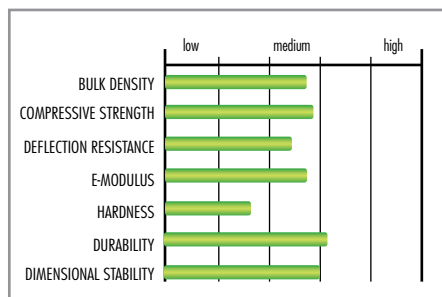 low medium high
BULK DENSITY
COMPRESSIVE STRENGTH
DEFLECTION RESISTANCE
E-MODULUS
HARDNESS
DURABILITY
DIMENSIONAL STABILITY